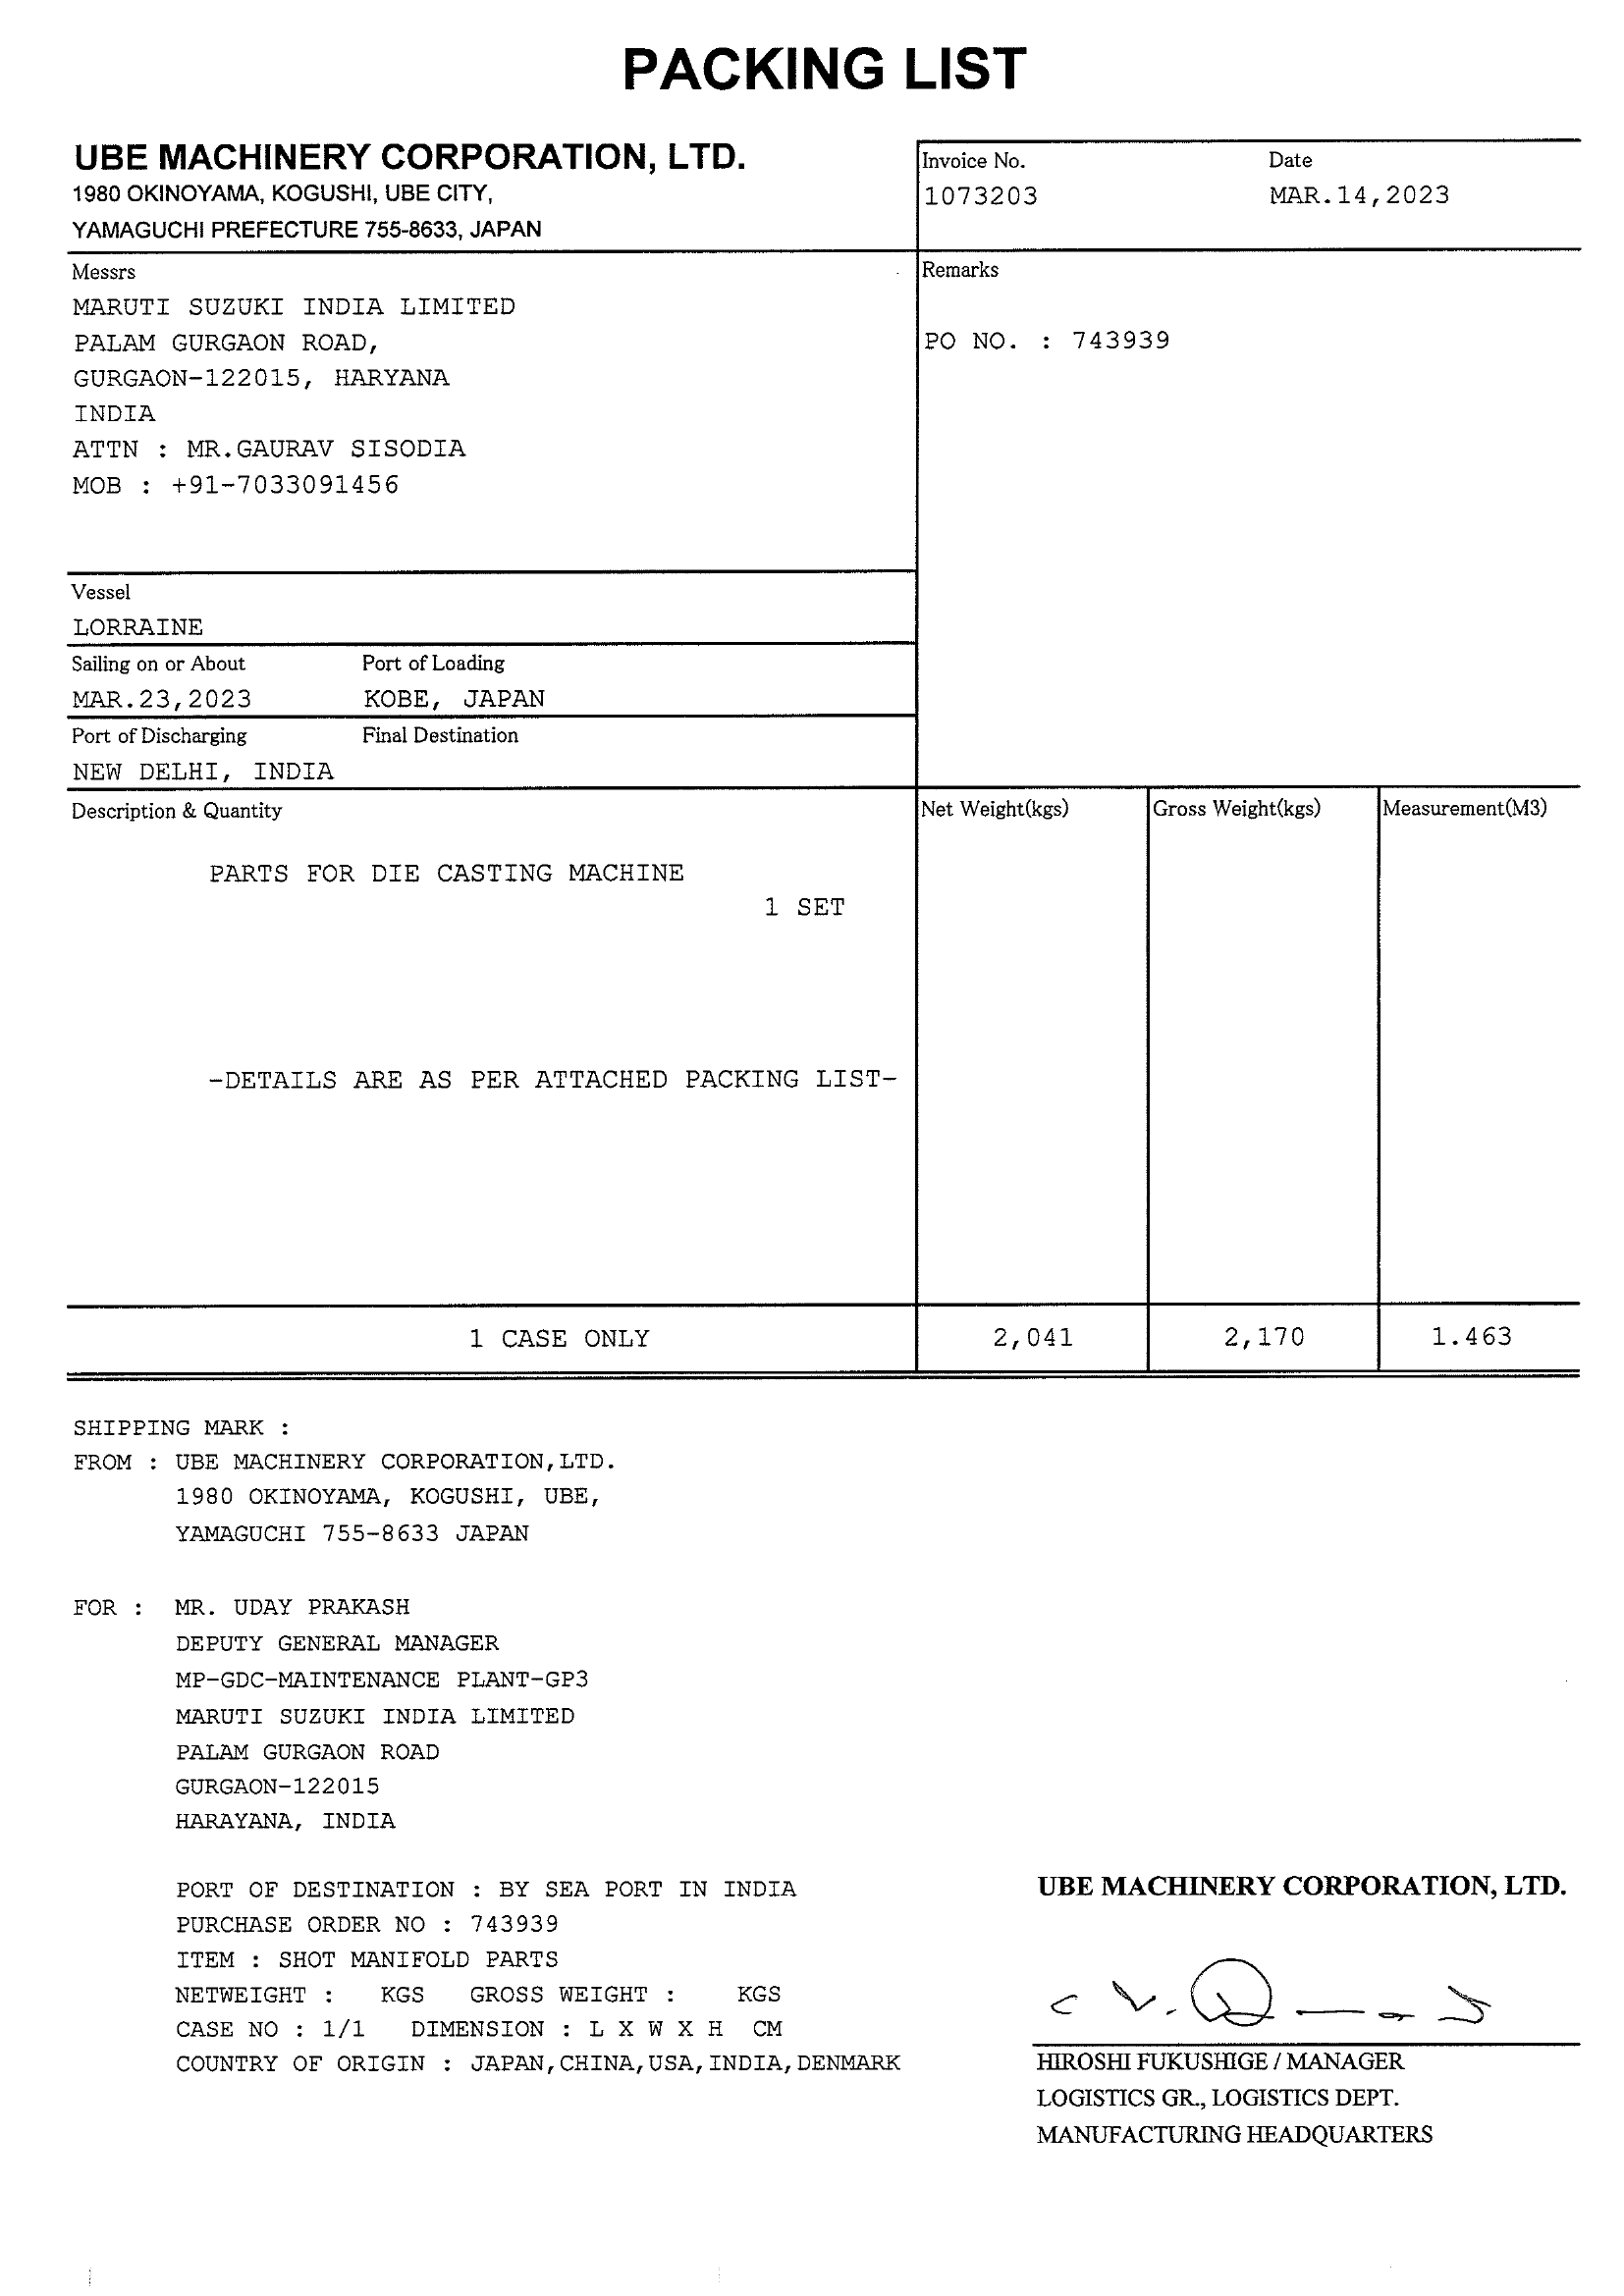 PACKING LIST
UBE MACHINERY CORPORATION, LTD.
1980 OKINOYAMA, KOGUSHI, UBE CITY,
YAMAGUCHI PREFECTURE 755-8633, JAPAN
Invoice No. Date
1073203 MAR.14,2023
Messrs
MARUTI SUZUKI INDIA LIMITED
PALAM GURGAON ROAD,
GURGAON-122015, HARYANA
INDIA
ATTN : MR.GAURAV SISODIA
MOB : +91-7033091456
Remarks
PO NO. : 743939
Vessel
LORRAINE
Sailing on or About Port of Loading
MAR.23,2023 KOBE, JAPAN
Port of Discharging Final Destination
NEW DELHI, INDIA
Description & Quantity Net Weight(kgs) Gross Weight(kgs) Measurement(M3)
PARTS FOR DIE CASTING MACHINE
1 SET
-DETAILS ARE AS PER ATTACHED PACKING LIST-
1 CASE ONLY 2,041 2,170 1.463
SHIPPING MARK :
FROM : UBE MACHINERY CORPORATION,LTD.
1980 OKINOYAMA, KOGUSHI, UBE,
YAMAGUCHI 755-8633 JAPAN
FOR : MR. UDAY PRAKASH
DEPUTY GENERAL MANAGER
MP-GDC-MAINTENANCE PLANT-GP3
MARUTI SUZUKI INDIA LIMITED
PALAM GURGAON ROAD
GURGAON-122015
HARAYANA, INDIA
PORT OF DESTINATION : BY SEA PORT IN INDIA
PURCHASE ORDER NO : 743939
ITEM : SHOT MANIFOLD PARTS
NETWEIGHT : KGS GROSS WEIGHT : KGS
CASE NO : 1/1 DIMENSION : L X W X H CM
COUNTRY OF ORIGIN : JAPAN,CHINA,USA,INDIA,DENMARK
UBE MACHINERY CORPORATION, LTD.
HIROSHI FUKUSHIGE / MANAGER
LOGISTICS GR., LOGISTICS DEPT.
MANUFACTURING HEADQUARTERS